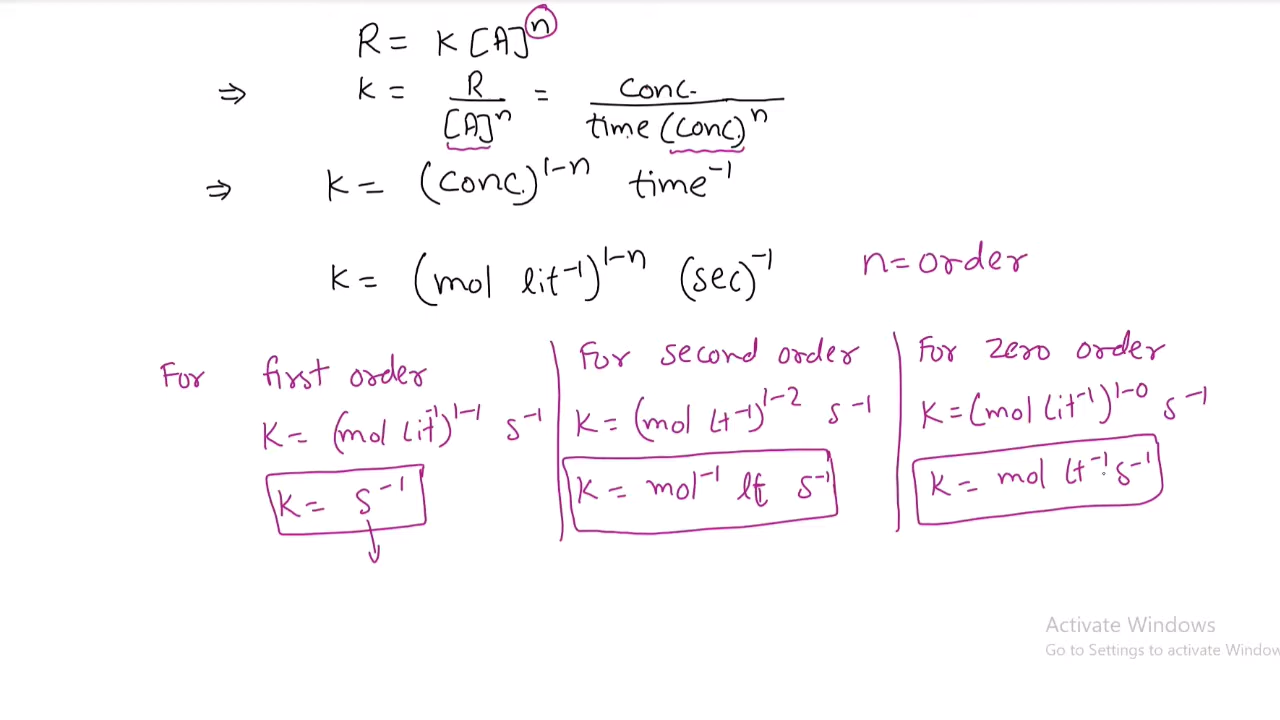 R = K [A]^n
⇒ K = R / [A]^n = Conc. / time (Conc.)^n
⇒ K = (Conc.)^1-n time^-1
K = (mol lit^-1)^1-n (sec)^-1 n = order
For first order
K = (mol Lit^-1)^1-1 s^-1
K = s^-1
For second order
K = (mol Lt^-1)^1-2 s^-1
K = mol^-1 lt s^-1
For zero order
K = (mol Lit^-1)^1-0 s^-1
K = mol Lt^-1 s^-1
Activate Windows
Go to Settings to activate Window